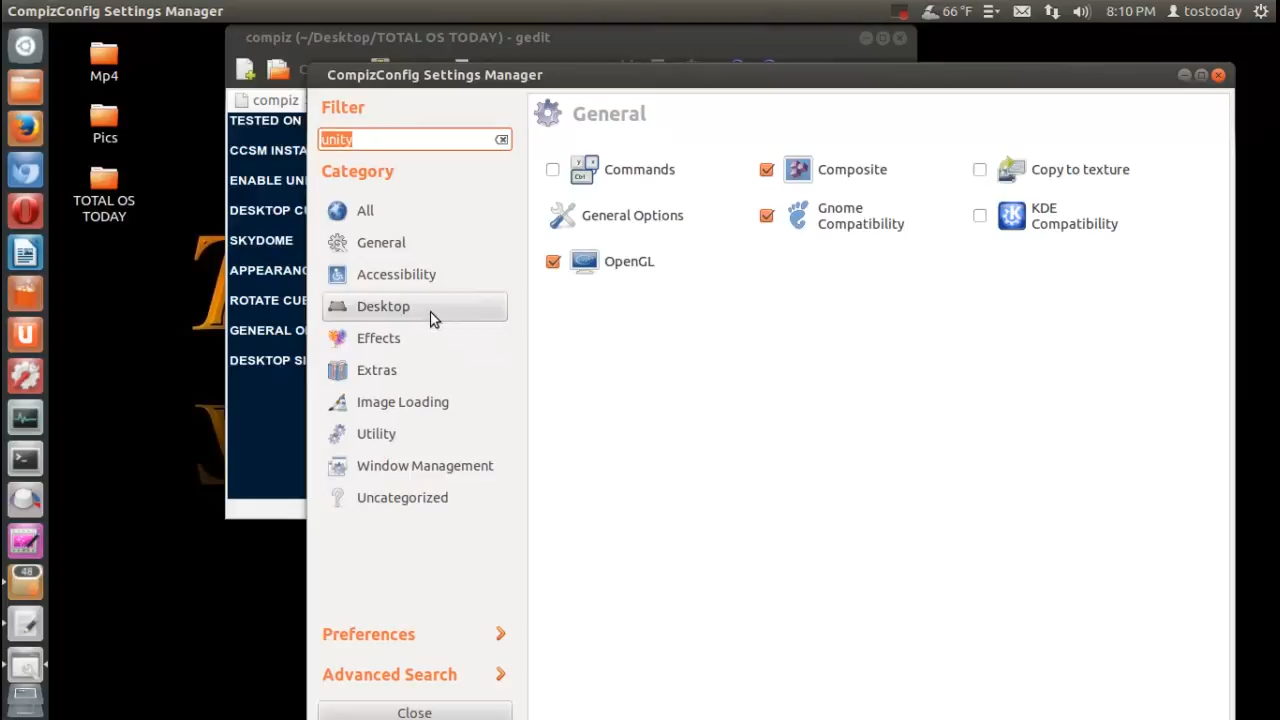 CompizConfig Settings Manager
66 °F
8:10 PM
tostoday
Mp4
Pics
TOTAL OS
TODAY
48
compiz (~/Desktop/TOTAL OS TODAY) - gedit
compiz
TESTED ON
CCSM INSTA
ENABLE UNI
DESKTOP CU
SKYDOME
APPEARANC
ROTATE CUB
GENERAL O
DESKTOP SI
CompizConfig Settings Manager
Filter
unity
Category
All
General
Accessibility
Desktop
Effects
Extras
Image Loading
Utility
Window Management
Uncategorized
Preferences
Advanced Search
Close
General
Commands
Composite
Copy to texture
General Options
Gnome
Compatibility
KDE
Compatibility
OpenGL